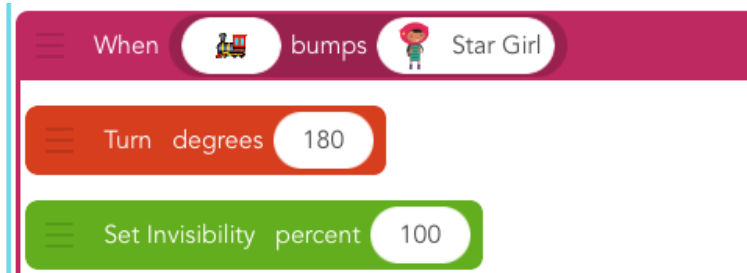 When bumps Star Girl
Turn degrees 180
Set Invisibility percent 100